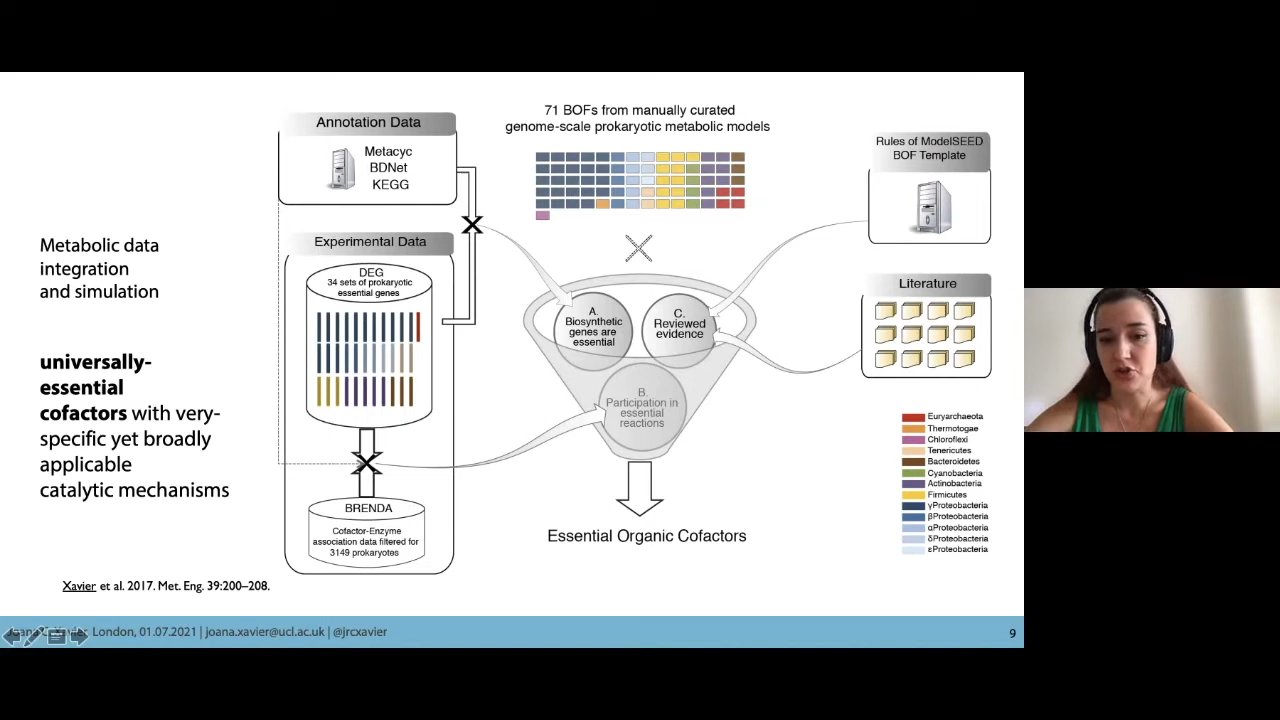 Metabolic data
integration
and simulation
universally-
essential
cofactors with very-
specific yet broadly
applicable
catalytic mechanisms
Xavier et al. 2017. Met. Eng. 39:200–208.
Annotation Data
Metacyc
BDNet
KEGG
Experimental Data
DEG
34 sets of prokaryotic
essential genes
BRENDA
Cofactor-Enzyme
association data filtered for
3149 prokaryotes
71 BOFs from manually curated
genome-scale prokaryotic metabolic models
A.
Biosynthetic
genes are
essential
C.
Reviewed
evidence
B.
Participation in
essential
reactions
Essential Organic Cofactors
Rules of ModelSEED
BOF Template
Literature
Euryarchaeota
Thermotogae
Chloroflexi
Tenericutes
Bacteroidetes
Cyanobacteria
Actinobacteria
Firmicutes
γProteobacteria
βProteobacteria
αProteobacteria
δProteobacteria
εProteobacteria
Joana C. Xavier, London, 01.07.2021 | joana.xavier@ucl.ac.uk | @jrcxavier
9